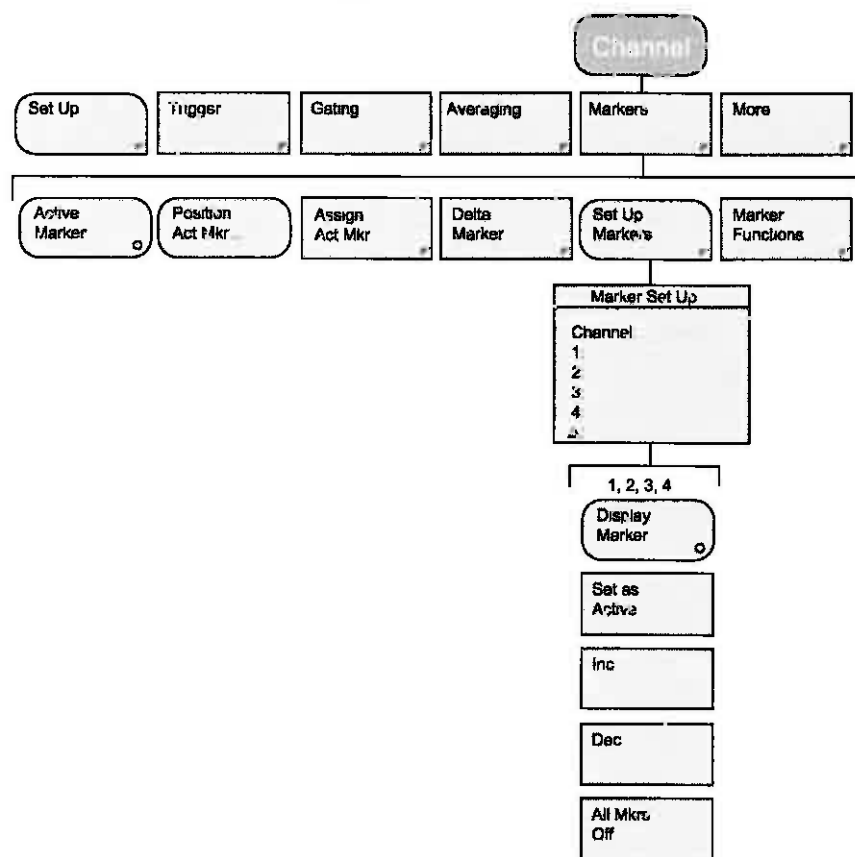 Channel
Set Up
Trigger
Gating
Averaging
Markers
More
Active
Marker
Position
Act Mkr
Assign
Act Mkr
Delta
Marker
Set Up
Markers
Marker
Functions
Marker Set Up
Channel
1
2
3
4
1, 2, 3, 4
Display
Marker
Set as
Active
Inc
Dec
All Mkrs
Off